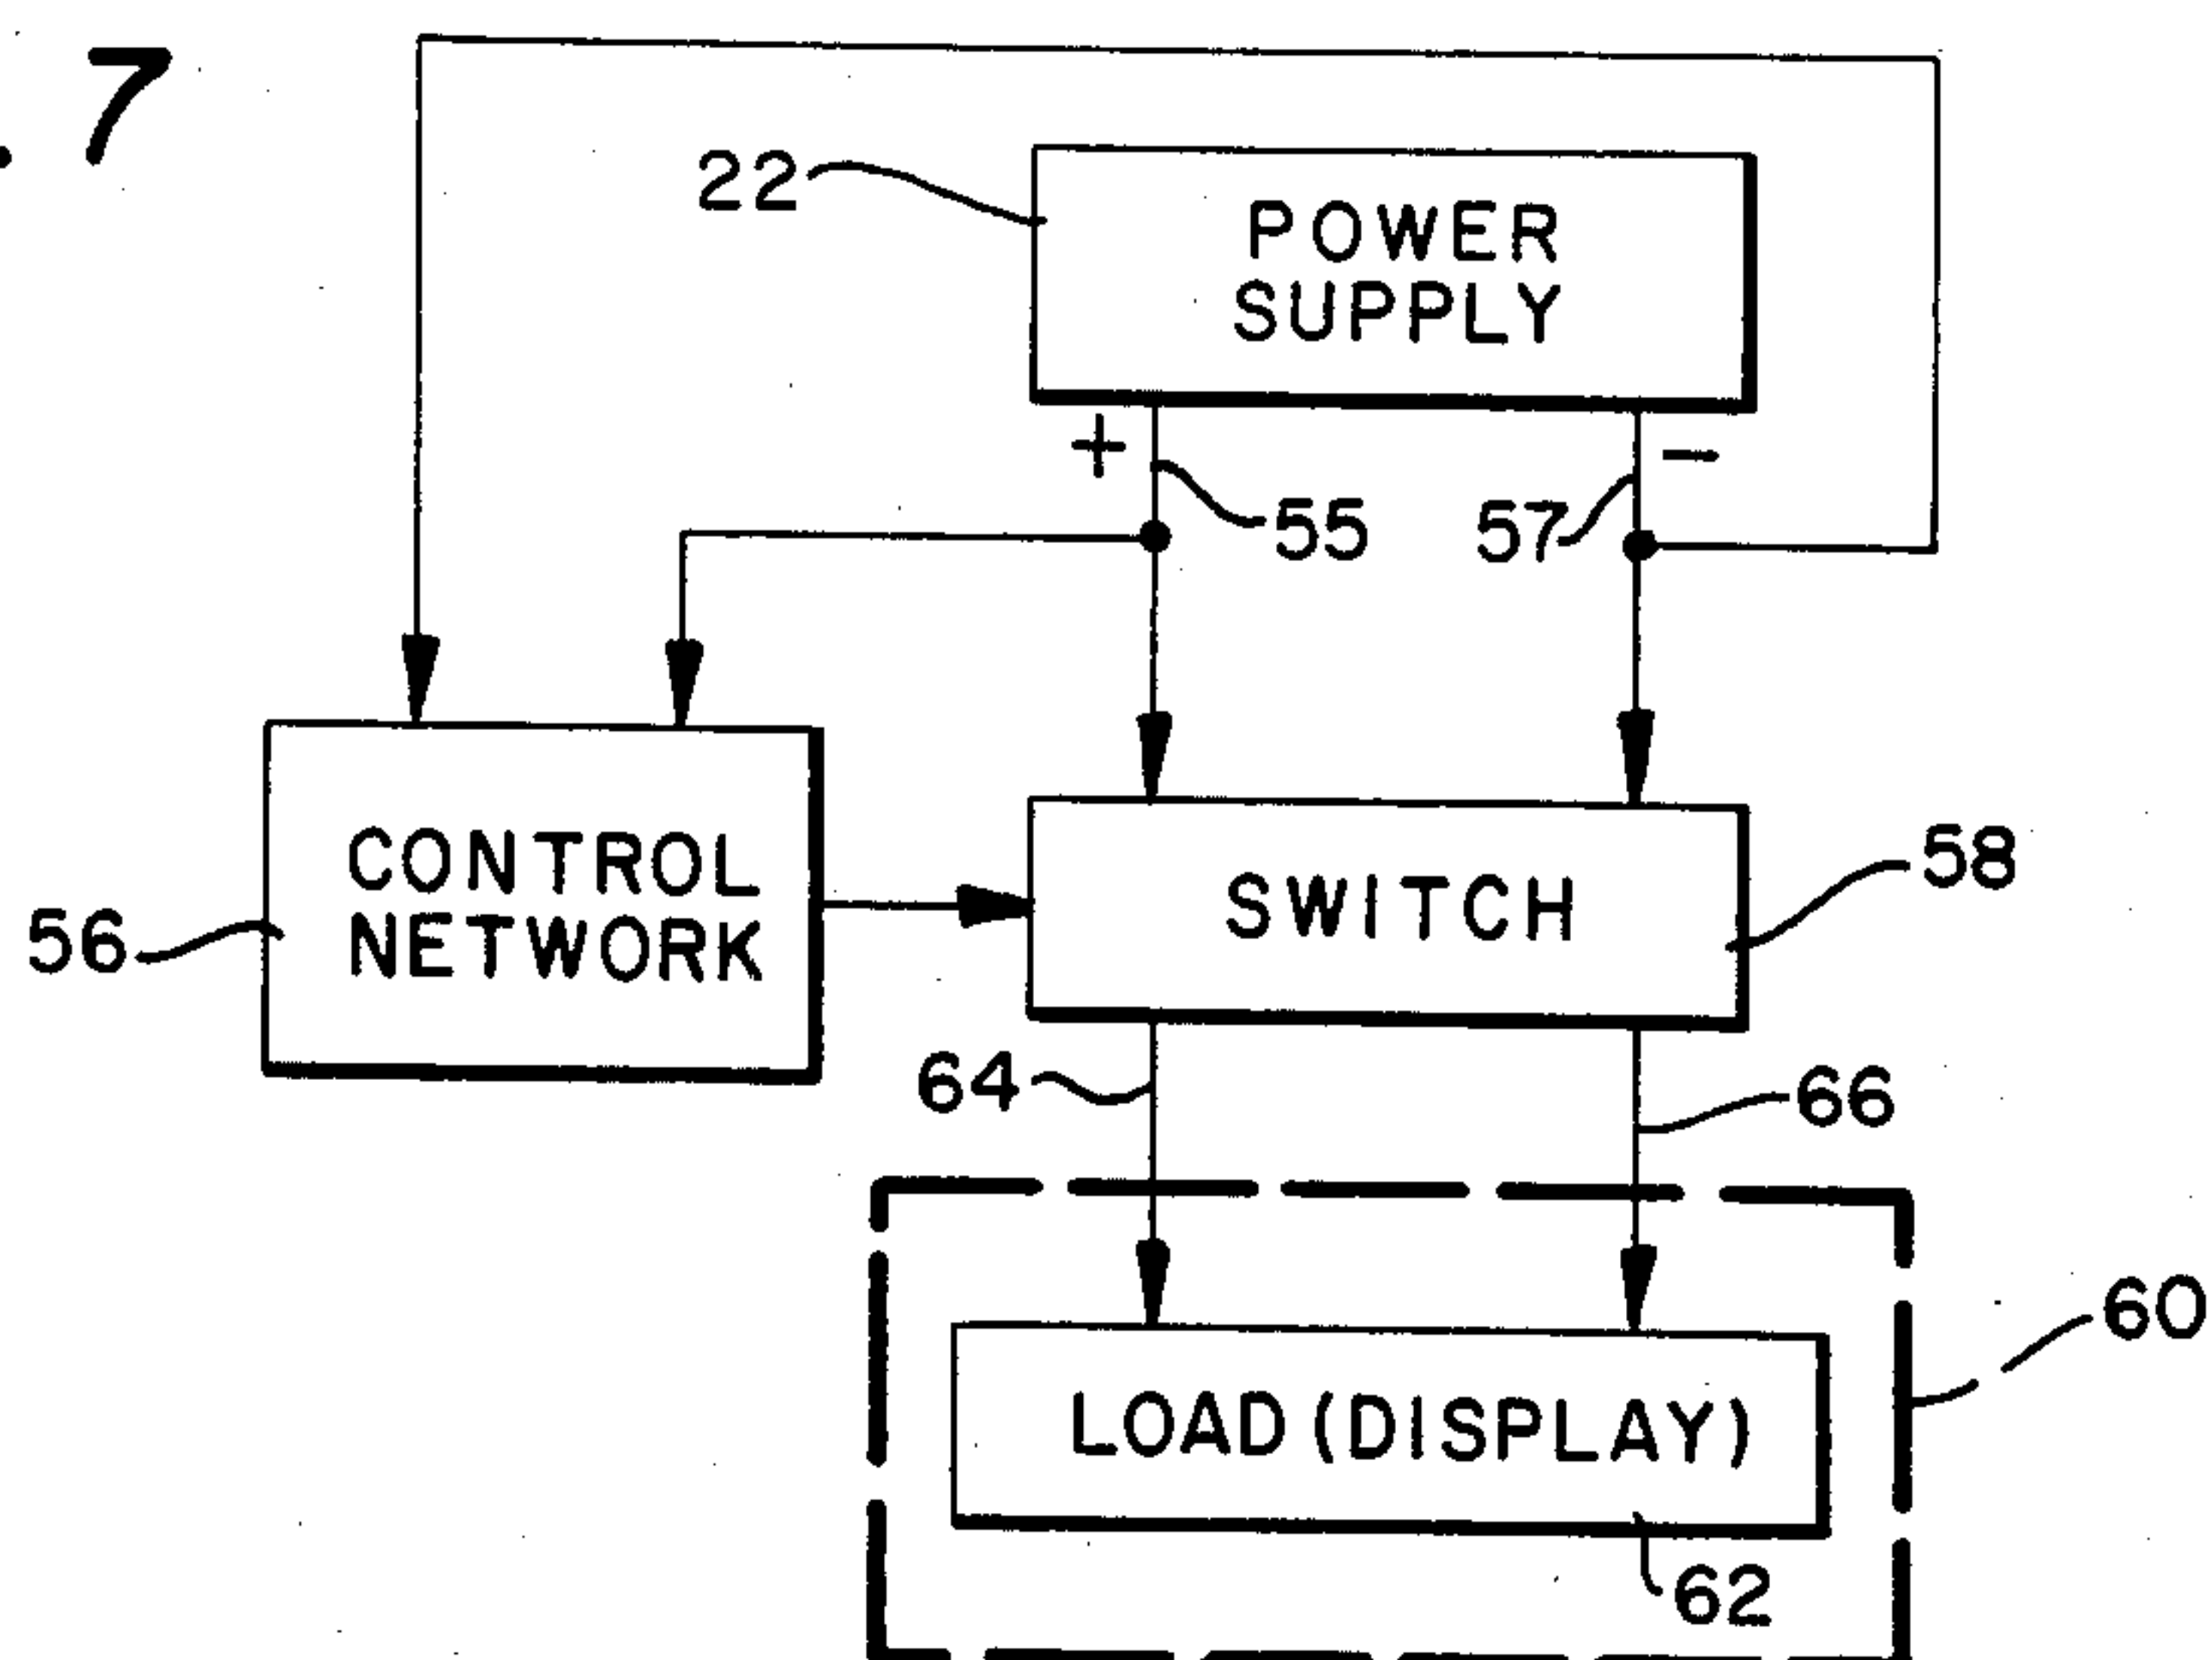 . 7
22
POWER
SUPPLY
+
-
55
57
CONTROL
NETWORK
56
SWITCH
58
64
66
60
LOAD (DISPLAY)
62